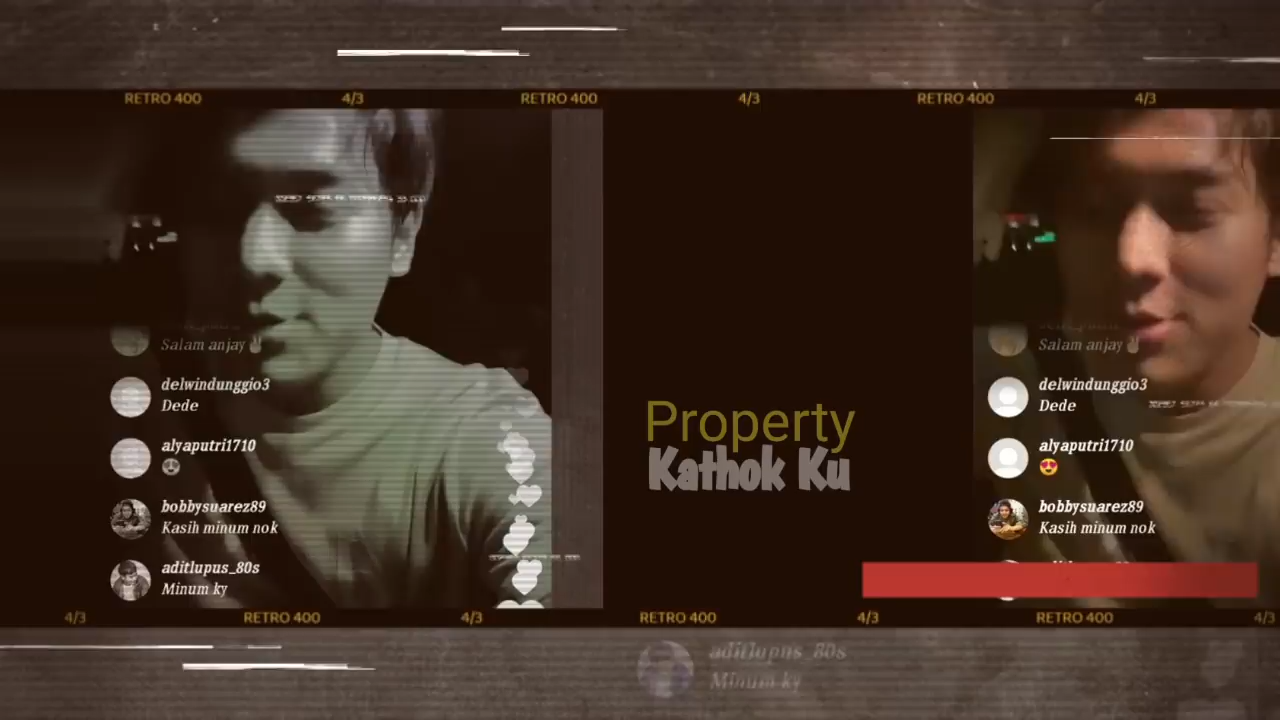 RETRO 400
4/3
RETRO 400
4/3
RETRO 400
4/3
Salam anjay✌
delwindunggio3
Dede
alyaputri1710
😍
bobbysuarez89
Kasih minum nok
aditlupus_80s
Minum ky
Property
Kathok Ku
Salam anjay✌
delwindunggio3
Dede
alyaputri1710
😍
bobbysuarez89
Kasih minum nok
4/3
RETRO 400
4/3
RETRO 400
4/3
RETRO 400
4/3
aditlupus_80s
Minum ky